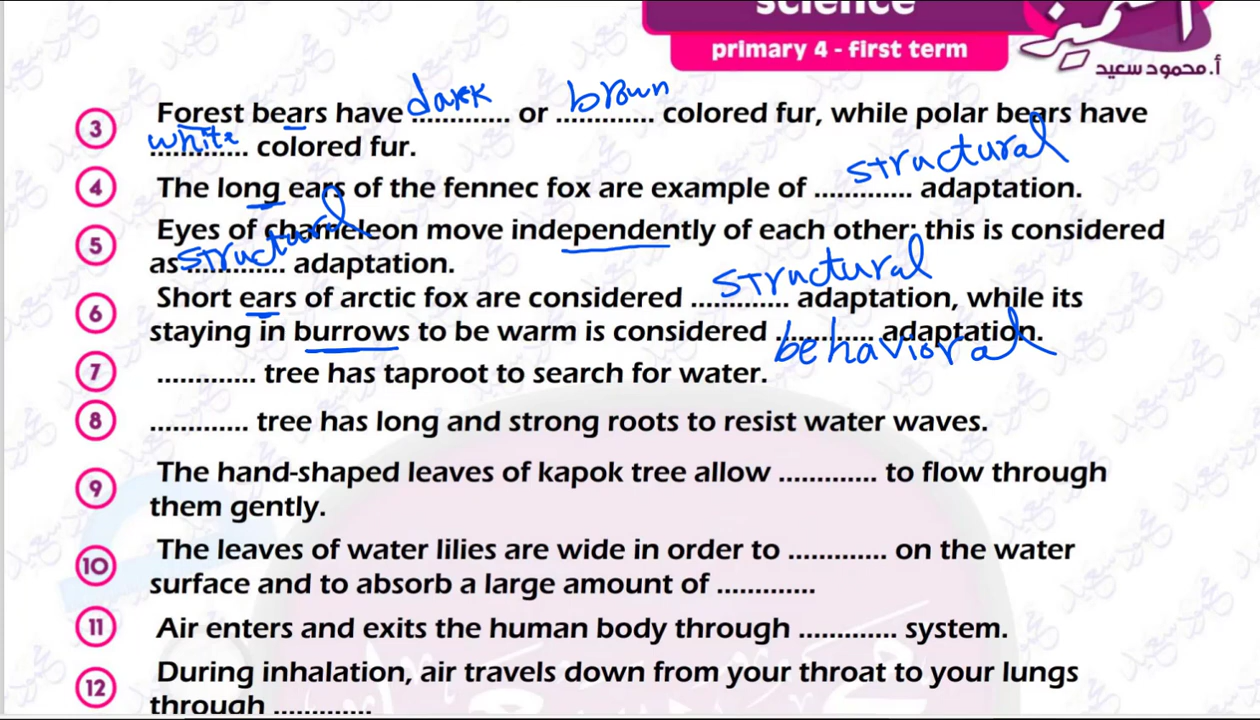 science
primary 4 - first term
أ.محمود سعيد
3 Forest bears have dark or brown colored fur, while polar bears have
white colored fur.
4 The long ears of the fennec fox are example of structural adaptation.
5 Eyes of chameleon move independently of each other; this is considered
as structural adaptation.
6 Short ears of arctic fox are considered structural adaptation, while its
staying in burrows to be warm is considered behavioral adaptation.
7 ............. tree has taproot to search for water.
8 ............. tree has long and strong roots to resist water waves.
9 The hand-shaped leaves of kapok tree allow ............. to flow through
them gently.
10 The leaves of water lilies are wide in order to ............. on the water
surface and to absorb a large amount of .............
11 Air enters and exits the human body through ............. system.
12 During inhalation, air travels down from your throat to your lungs
through .............